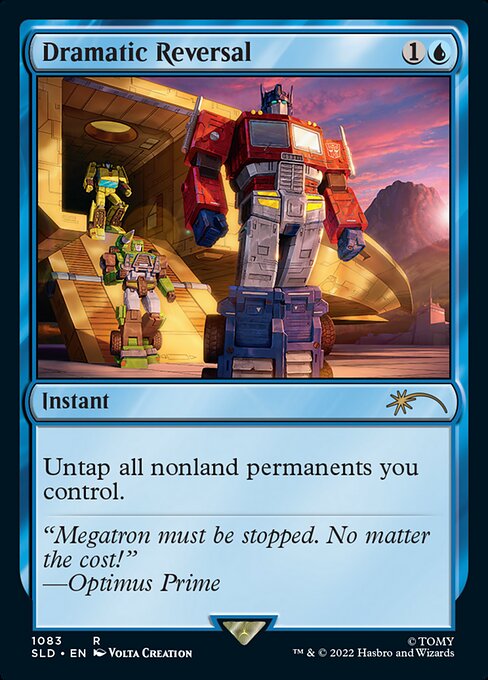 Dramatic Reversal 1
Instant
Untap all nonland permanents you
control.
“Megatron must be stopped. No matter
the cost!”
—Optimus Prime
1083 R
SLD • EN Volta Creation
©TOMY
™ & © 2022 Hasbro and Wizards